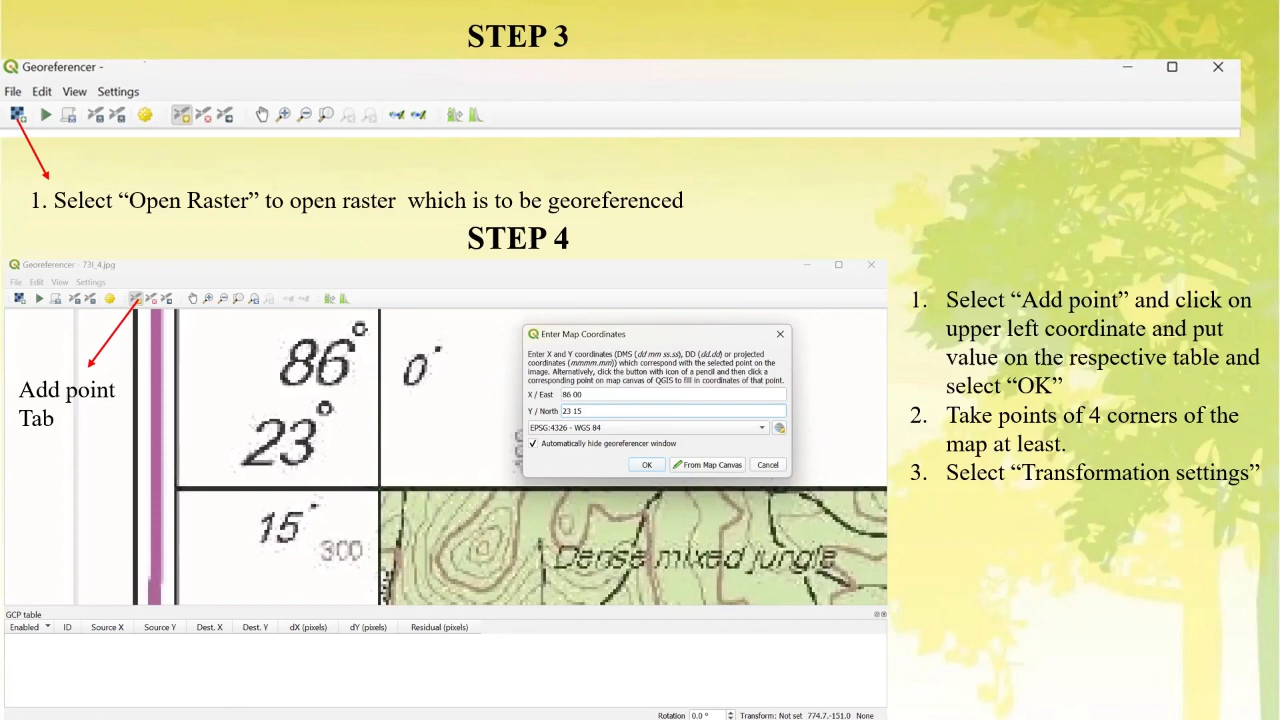 STEP 3
Georeferencer -
File Edit View Settings
1. Select “Open Raster” to open raster which is to be georeferenced
STEP 4
Georeferencer - 73I_4.jpg
File Edit View Settings
Add point
Tab
86° 0'
23°
15'
300
Dense mixed jungle
Enter Map Coordinates
Enter X and Y coordinates (DMS (dd mm ss.ss), DD (dd.dd) or projected
coordinates (mmmm.mm)) which correspond with the selected point on the
image. Alternatively, click the button with icon of a pencil and then click a
corresponding point on map canvas of QGIS to fill in coordinates of that point.
X / East 86 00
Y / North 23 15
EPSG:4326 - WGS 84
Automatically hide georeferencer window
OK From Map Canvas Cancel
GCP table
Enabled ID Source X Source Y Dest. X Dest. Y dX (pixels) dY (pixels) Residual (pixels)
Rotation 0.0 ° Transform: Not set 774.7,-151.0 None
1. Select “Add point” and click on
upper left coordinate and put
value on the respective table and
select “OK”
2. Take points of 4 corners of the
map at least.
3. Select “Transformation settings”